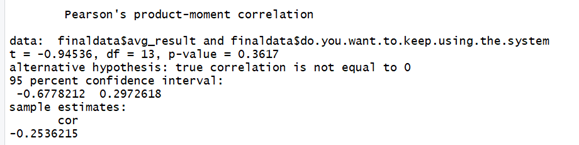 Pearson's product-moment correlation
data:  finaldata$avg_result and finaldata$do.you.want.to.keep.using.the.system
t = -0.94536, df = 13, p-value = 0.3617
alternative hypothesis: true correlation is not equal to 0
95 percent confidence interval:
 -0.6778212  0.2972618
sample estimates:
       cor
-0.2536215